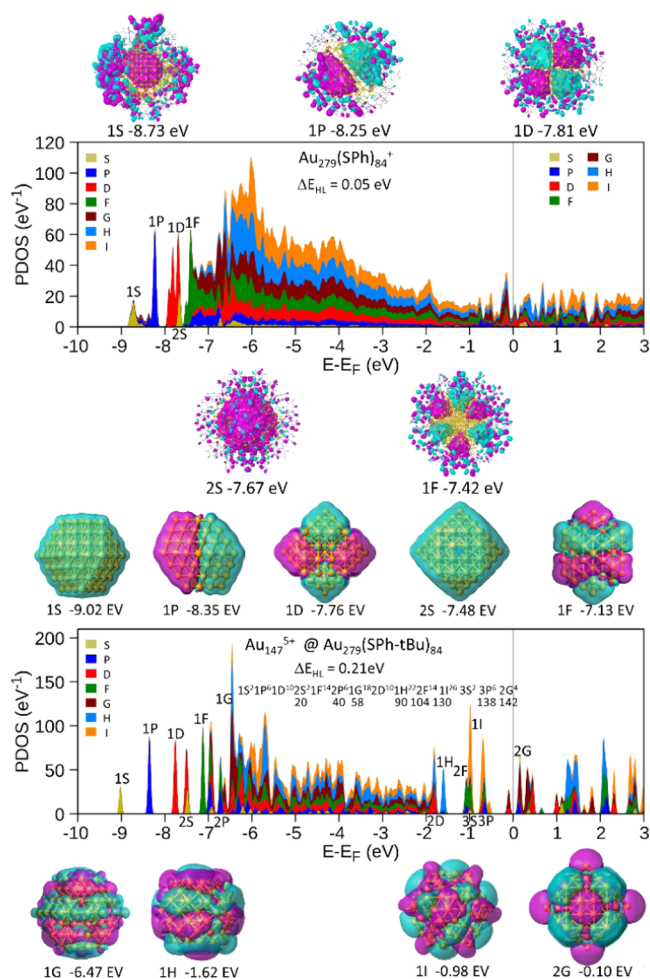 1S -8.73 eV
1P -8.25 eV
1D -7.81 eV
Au279(SPh)84+
ΔEHL = 0.05 eV
S
P
D
F
G
H
I
S
P
D
F
G
H
I
120
100
80
60
40
20
0
PDOS (eV-1)
1S
1P
1D
1F
2S
-10 -9 -8 -7 -6 -5 -4 -3 -2 -1 0 1 2 3
E-EF (eV)
2S -7.67 eV
1F -7.42 eV
1S -9.02 EV
1P -8.35 EV
1D -7.76 EV
2S -7.48 EV
1F -7.13 EV
Au147 5+ @ Au279(SPh-tBu)84
ΔEHL = 0.21eV
1S2 1P6 1D10 2S2 1F14 2P6 1G18 2D10 1H22 2F14 1I26 3S2 3P6 2G4
20 40 58 90 104 130 138 142
S
P
D
F
G
H
I
200
150
100
50
0
PDOS (eV-1)
1S
1P
1D
2S
1F
2P
1G
2D
1H
2F
1I
3S3P
2G
-10 -9 -8 -7 -6 -5 -4 -3 -2 -1 0 1 2 3
E-EF (eV)
1G -6.47 EV
1H -1.62 EV
1I -0.98 EV
2G -0.10 EV